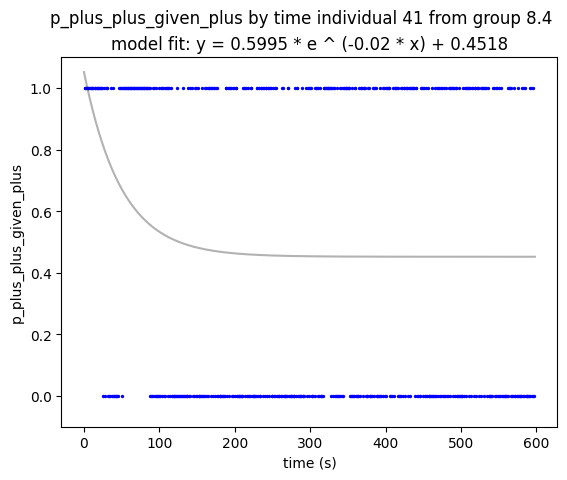 p_plus_plus_given_plus by time individual 41 from group 8.4
model fit: y = 0.5995 * e ^ (-0.02 * x) + 0.4518
1.0
0.8
0.6
0.4
0.2
0.0
p_plus_plus_given_plus
0 100 200 300 400 500 600
time (s)